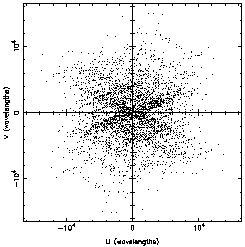 10⁴
0
−10⁴
V (wavelengths)
−10⁴ 0 10⁴
U (wavelengths)